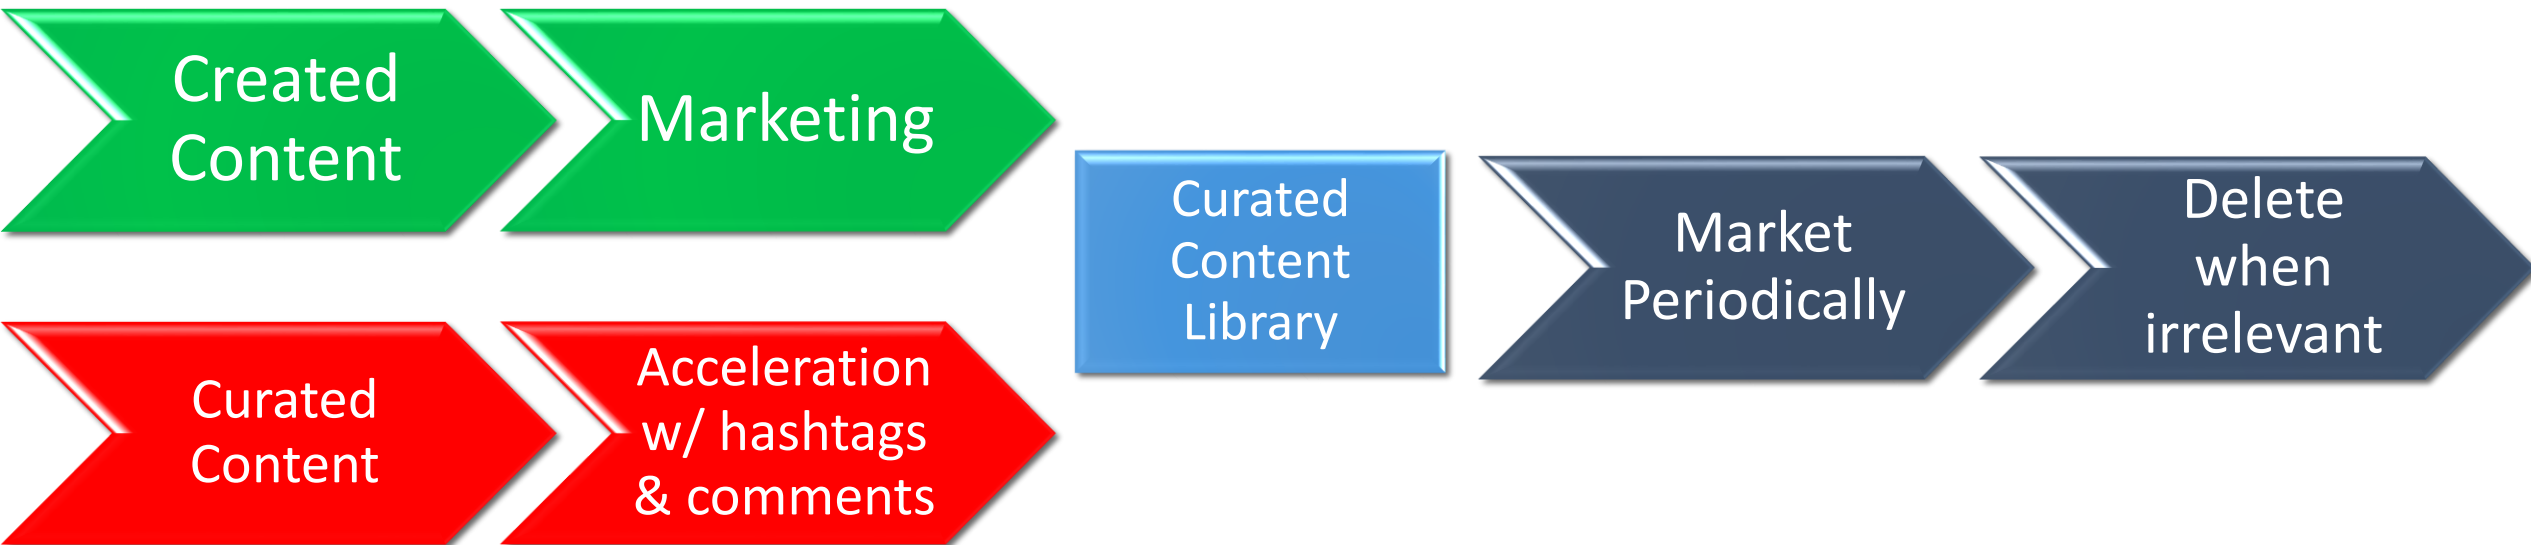 Created
Content
Marketing
Curated
Content
Acceleration
w/ hashtags
& comments
Curated
Content
Library
Market
Periodically
Delete
when
irrelevant